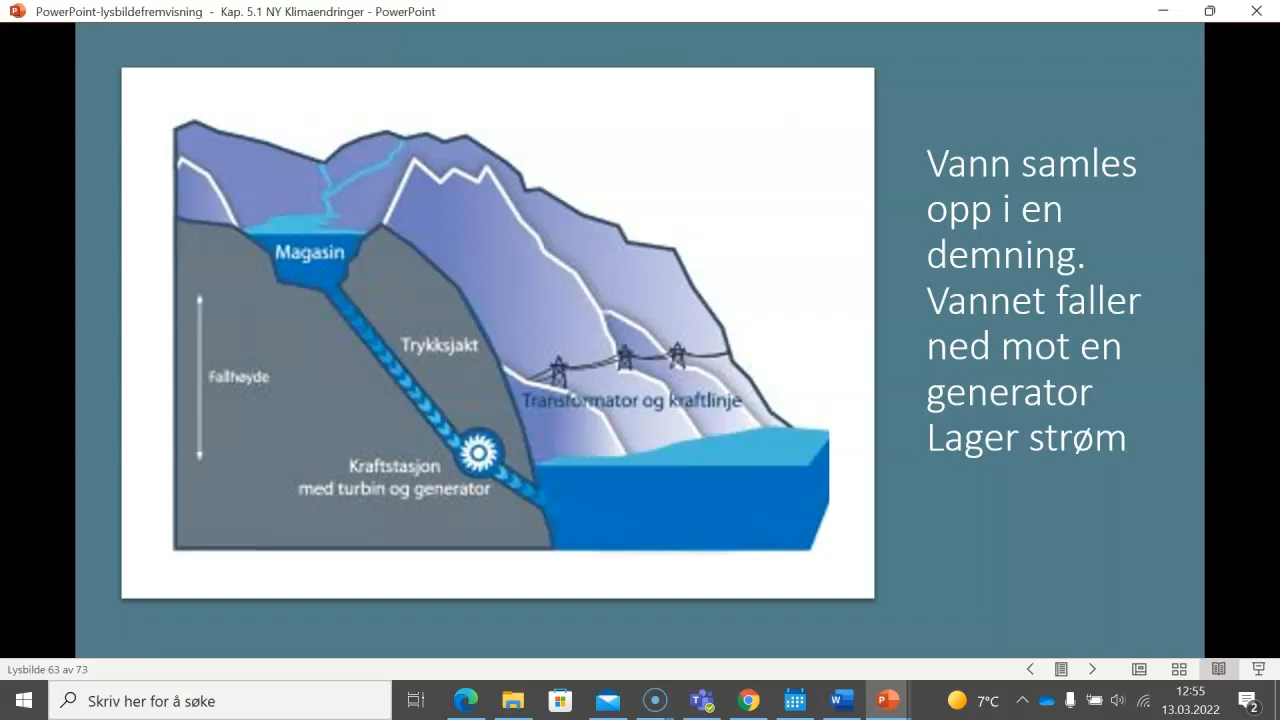 PowerPoint-lysbildefremvisning - Kap. 5.1 NY Klimaendringer - PowerPoint
Magasin
Trykksjakt
Fallhøyde
Transformator og kraftlinje
Kraftstasjon
med turbin og generator
Vann samles
opp i en
demning.
Vannet faller
ned mot en
generator
Lager strøm
Lysbilde 63 av 73
Skriv her for å søke
7°C
12:55
13.03.2022
2